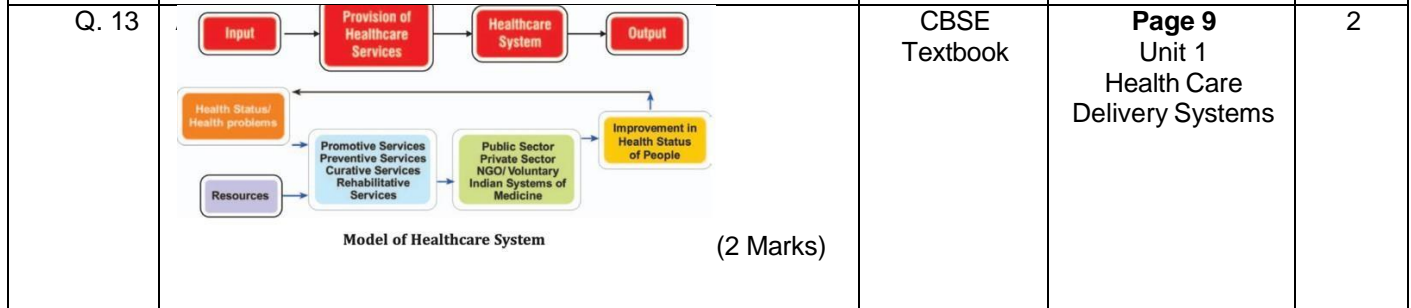 Q. 13
Input
Provision of
Healthcare
Services
Healthcare
System
Output
Health Status/
Health problems
Resources
Promotive Services
Preventive Services
Curative Services
Rehabilitative
Services
Public Sector
Private Sector
NGO/Voluntary
Indian Systems of
Medicine
Improvement in
Health Status
of People
Model of Healthcare System
(2 Marks)
CBSE
Textbook
Page 9
Unit 1
Health Care
Delivery Systems
2